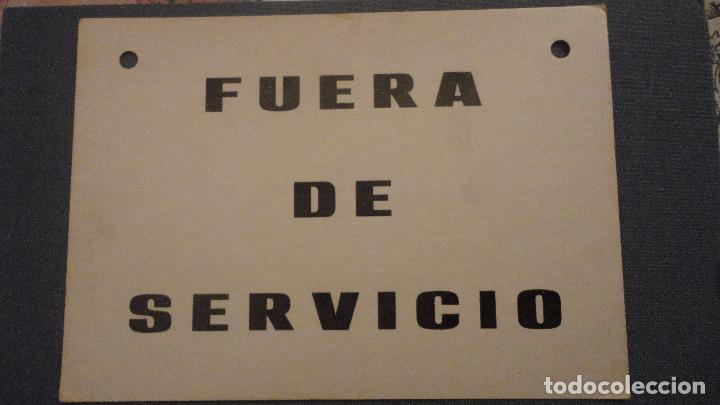 FUERA
DE
SERVICIO
todocoleccion